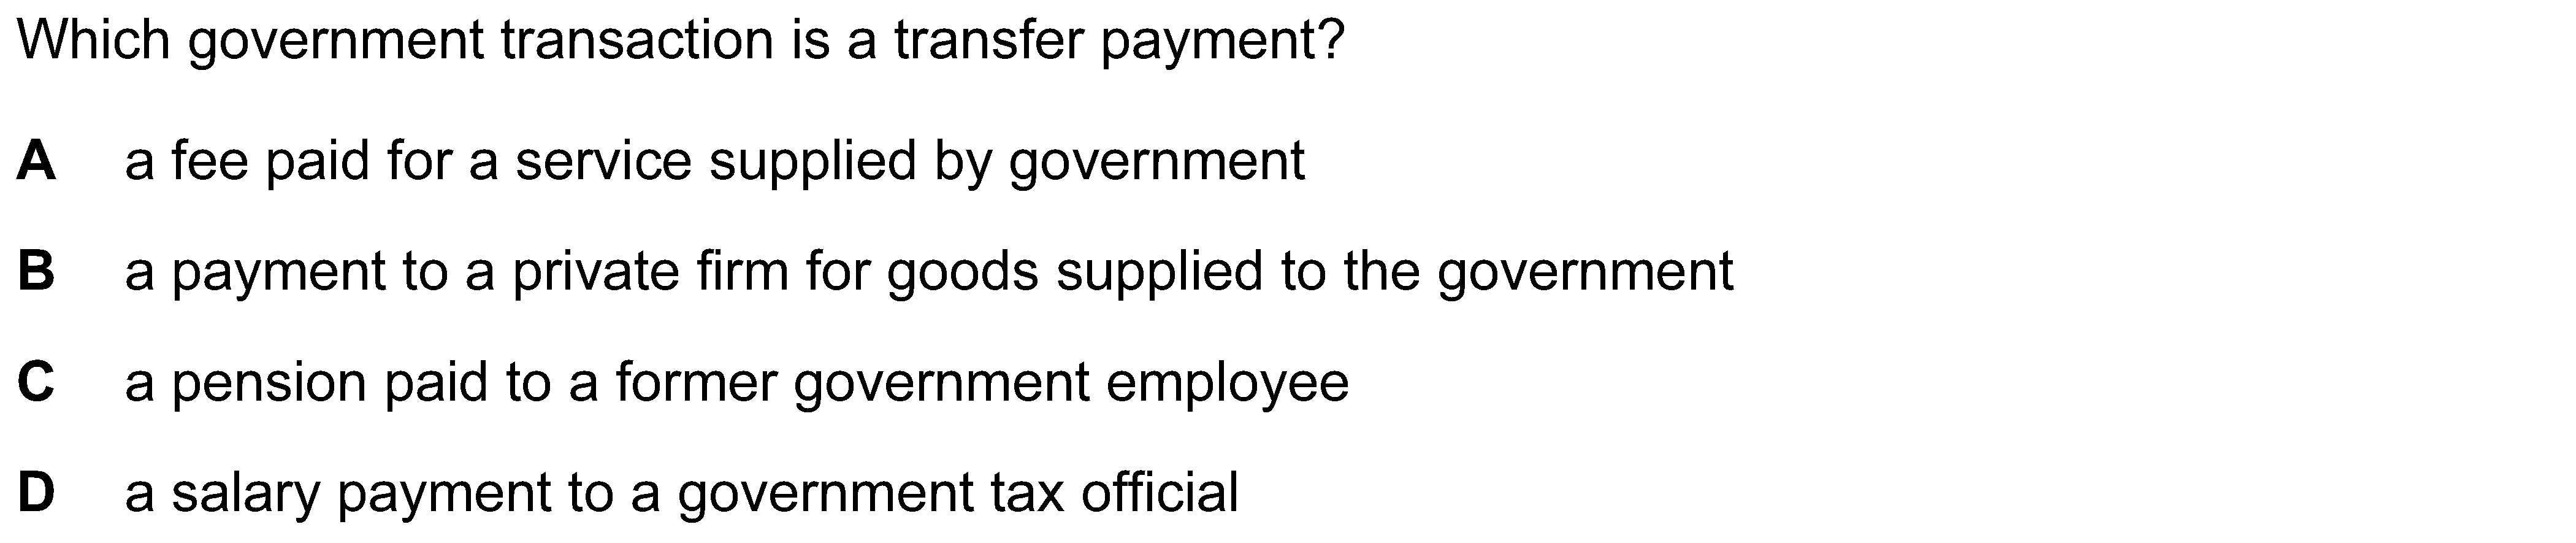 Which government transaction is a transfer payment?
A a fee paid for a service supplied by government
B a payment to a private firm for goods supplied to the government
C a pension paid to a former government employee
D a salary payment to a government tax official